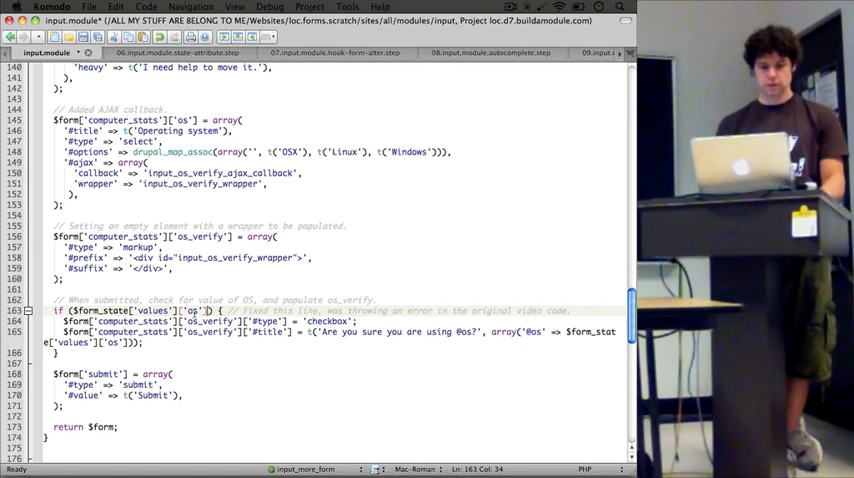 Komodo File Edit Code Navigation View Debug Project Tools Help
input.module* (/ALL MY STUFF ARE BELONG TO ME/Websites/loc.forms.scratch/sites/all/modules/input, Project loc.d7.buildamodule.com)
input.module* 06.input.module.state-attribute.step 07.input.module.hook-form-alter.step 08.input.module.autocomplete.step 09.input
140 'heavy' => t('I need help to move it.'),
141 ),
142 );
143
144 // Added AJAX callback.
145 $form['computer_stats']['os'] = array(
146 '#title' => t('Operating system'),
147 '#type' => 'select',
148 '#options' => drupal_map_assoc(array('', t('OSX'), t('Linux'), t('Windows'))),
149 '#ajax' => array(
150 'callback' => 'input_os_verify_ajax_callback',
151 'wrapper' => 'input_os_verify_wrapper',
152 ),
153 );
154
155 // Setting an empty element with a wrapper to be populated.
156 $form['computer_stats']['os_verify'] = array(
157 '#type' => 'markup',
158 '#prefix' => '<div id="input_os_verify_wrapper">',
159 '#suffix' => '</div>',
160 );
161
162 // When submitted, check for value of OS, and populate os_verify.
163 if ($form_state['values']['os']) { // Fixed this line, was throwing an error in the original video code.
164 $form['computer_stats']['os_verify']['#type'] = 'checkbox';
165 $form['computer_stats']['os_verify']['#title'] = t('Are you sure you are using @os?', array('@os' => $form_stat
e['values']['os']));
166 }
167
168 $form['submit'] = array(
169 '#type' => 'submit',
170 '#value' => t('Submit'),
171 );
172
173 return $form;
174 }
175
176
Ready input_more_form Mac-Roman Ln: 163 Col: 34 PHP